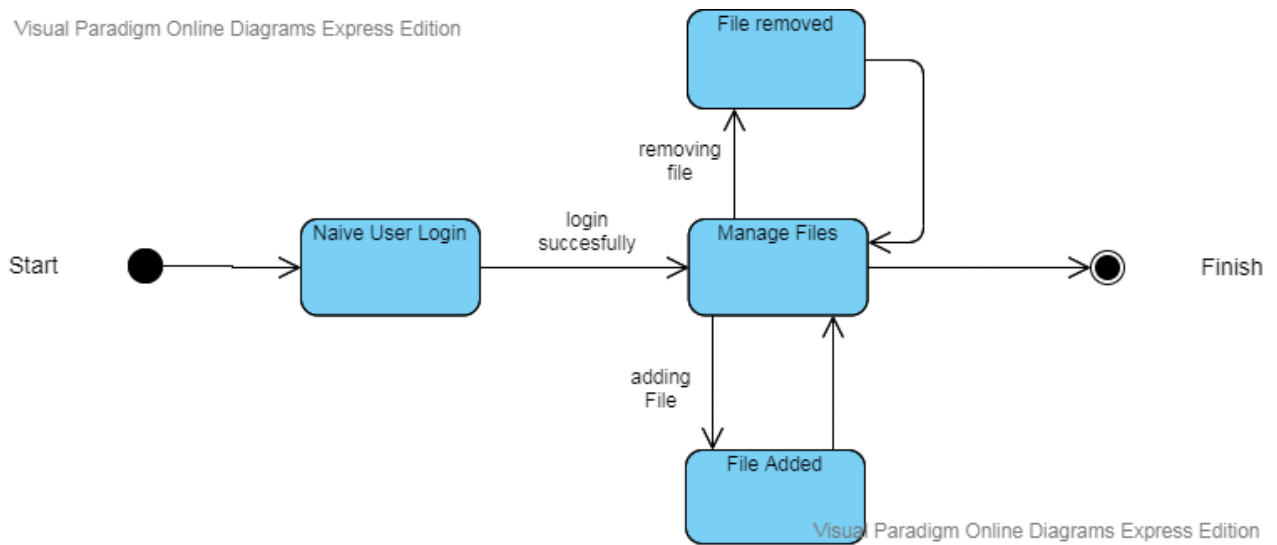 Visual Paradigm Online Diagrams Express Edition
File removed
removing
file
login
succesfully
Naive User Login
Manage Files
Start
Finish
adding
File
File Added
Visual Paradigm Online Diagrams Express Edition